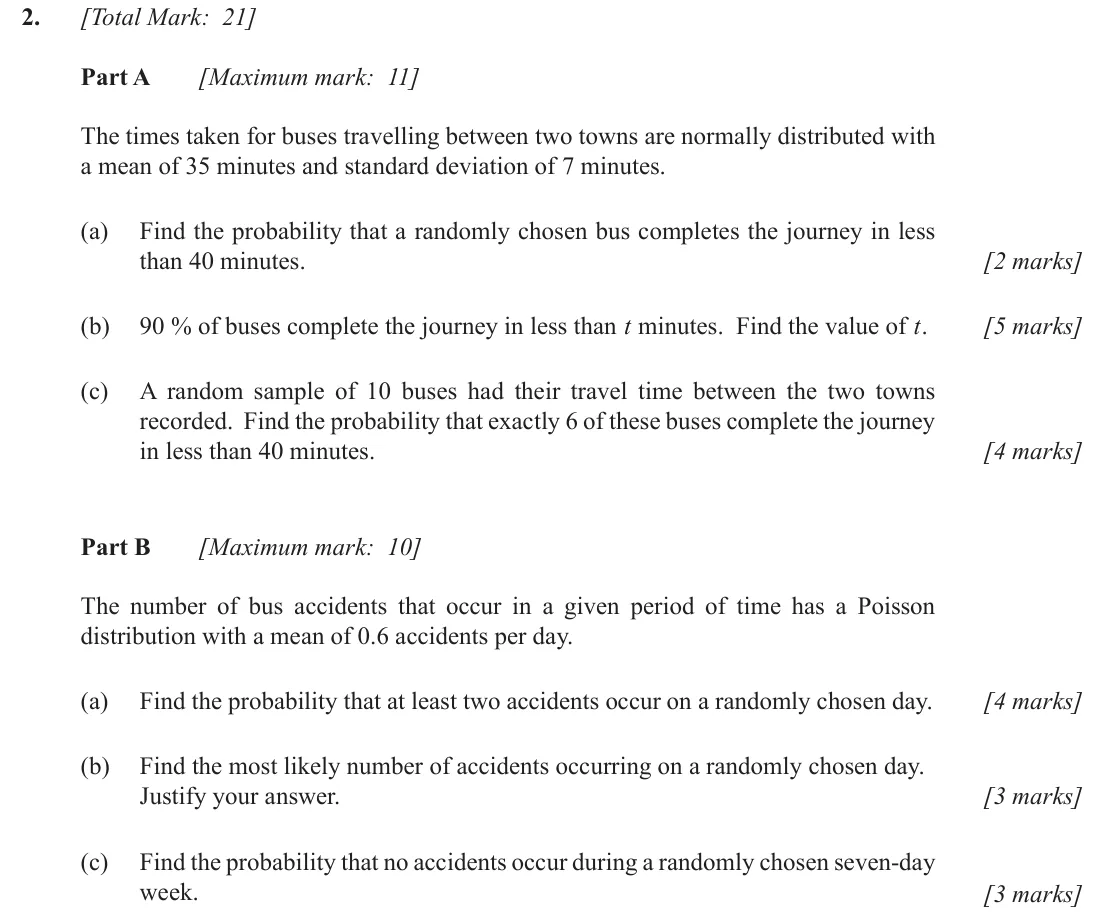 2. [Total Mark: 21]
Part A [Maximum mark: 11]
The times taken for buses travelling between two towns are normally distributed with
a mean of 35 minutes and standard deviation of 7 minutes.
(a) Find the probability that a randomly chosen bus completes the journey in less
than 40 minutes. [2 marks]
(b) 90 % of buses complete the journey in less than t minutes. Find the value of t. [5 marks]
(c) A random sample of 10 buses had their travel time between the two towns
recorded. Find the probability that exactly 6 of these buses complete the journey
in less than 40 minutes. [4 marks]
Part B [Maximum mark: 10]
The number of bus accidents that occur in a given period of time has a Poisson
distribution with a mean of 0.6 accidents per day.
(a) Find the probability that at least two accidents occur on a randomly chosen day. [4 marks]
(b) Find the most likely number of accidents occurring on a randomly chosen day.
Justify your answer. [3 marks]
(c) Find the probability that no accidents occur during a randomly chosen seven-day
week. [3 marks]